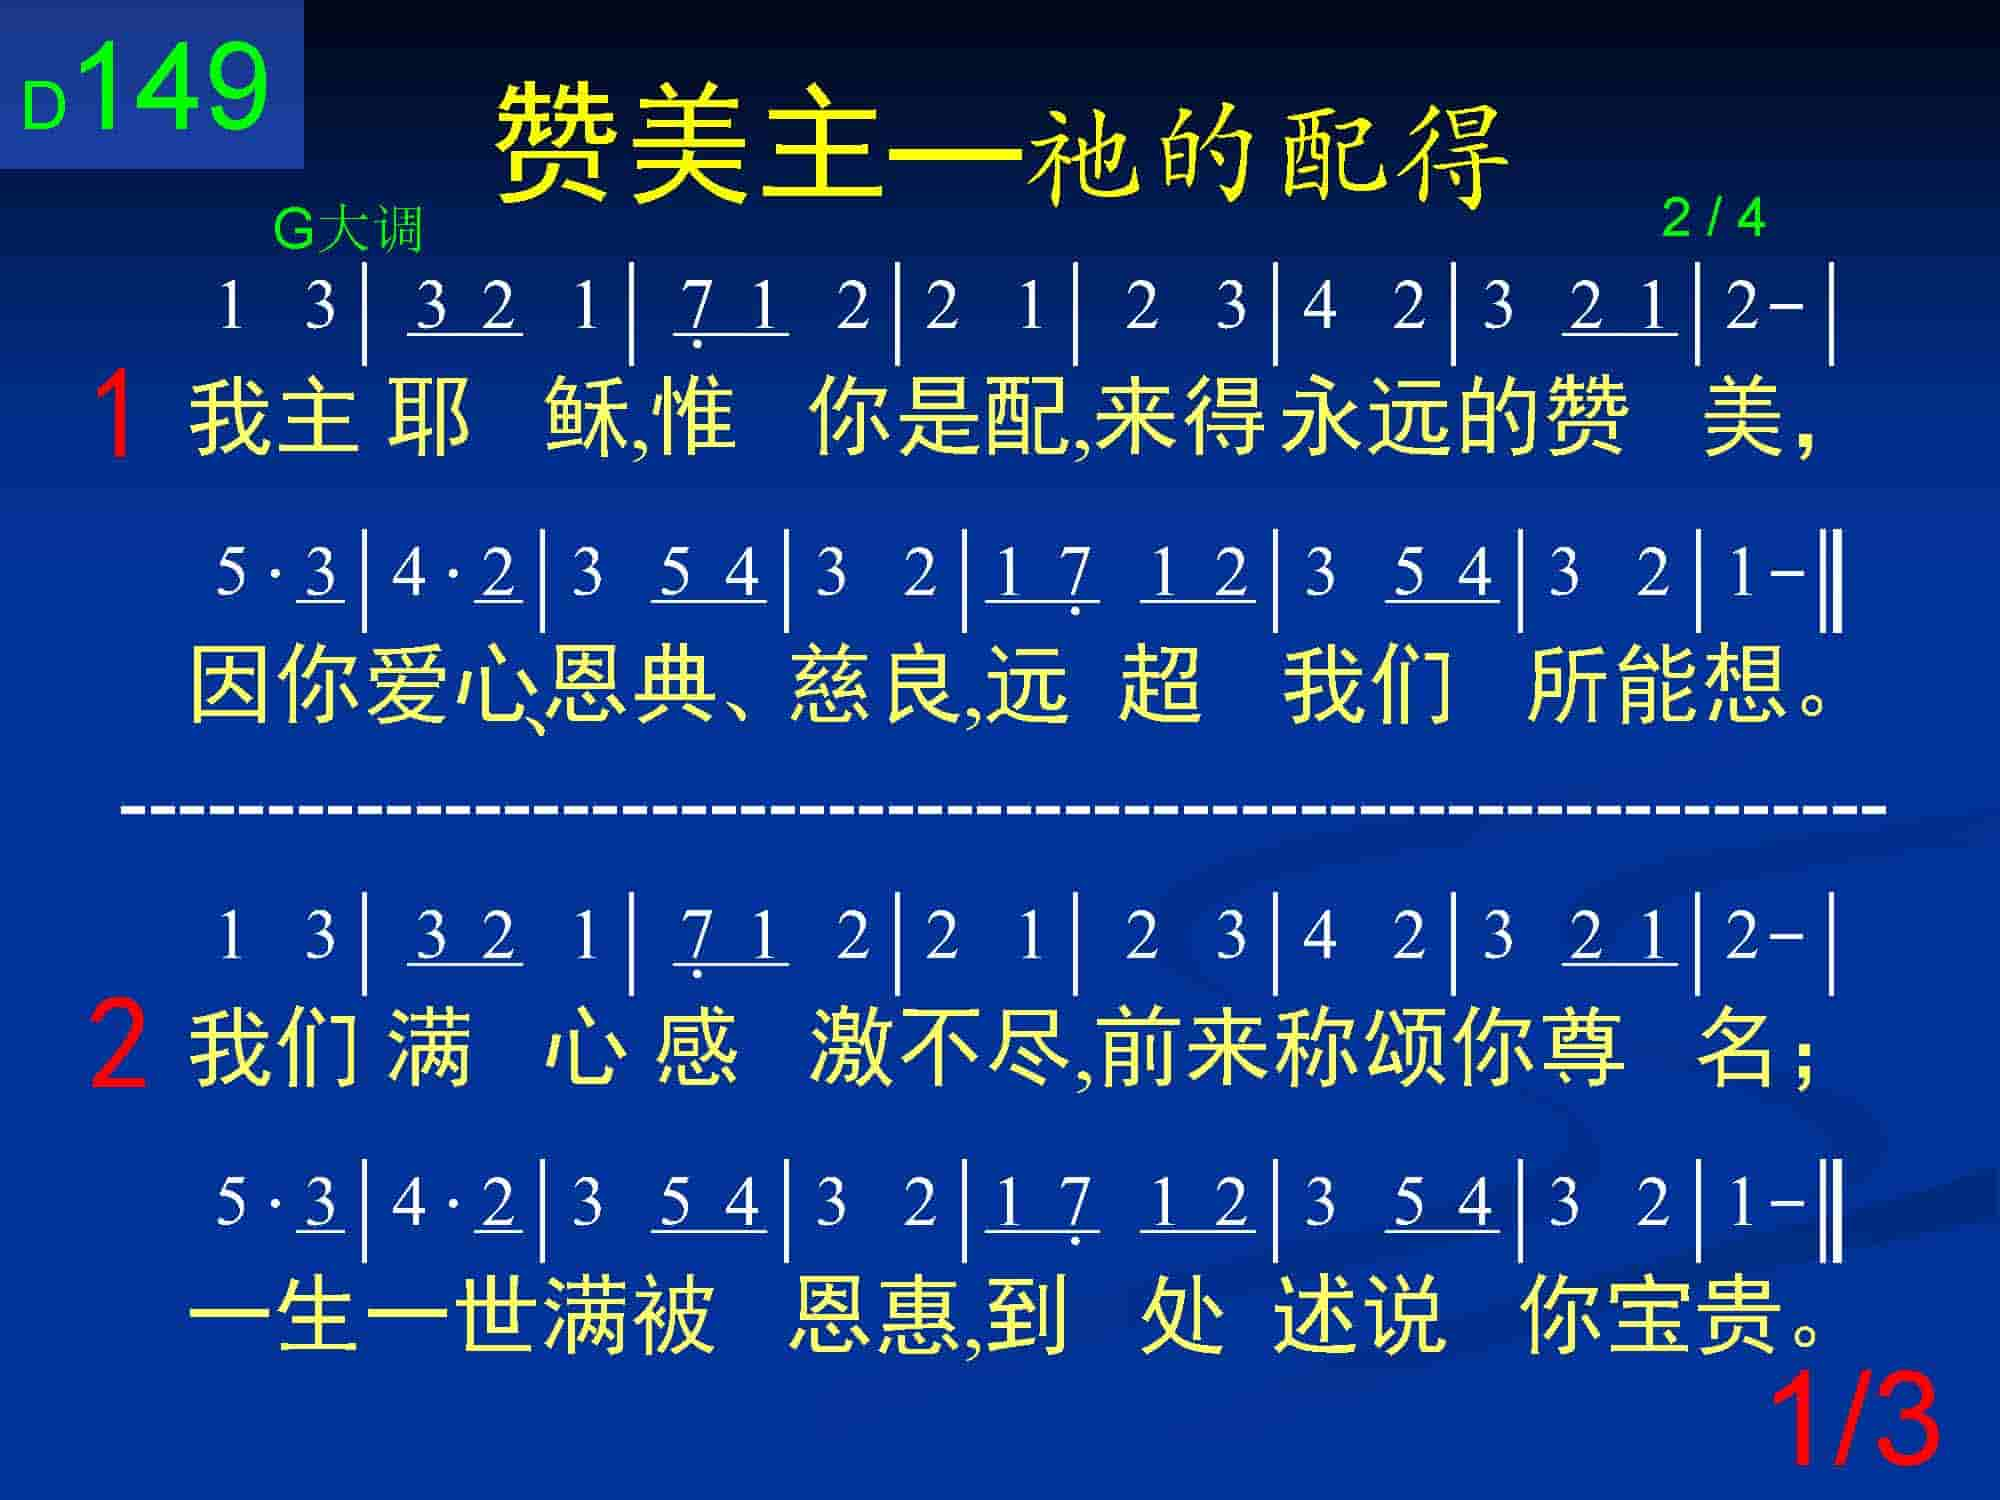 D149
赞美主—祂的配得
G大调 2 / 4
1 3 | 3 2 1 | 7̣ 1 2 | 2 1 | 2 3 | 4 2 | 3 2 1 | 2 – |
1 我主耶 稣,惟 你是配,来得永远的赞 美,
5 · 3 | 4 · 2 | 3 5 4 | 3 2 | 1 7̣ 1 2 | 3 5 4 | 3 2 | 1 – ‖
因你爱心、恩典、慈良,远 超 我们 所能想。
1 3 | 3 2 1 | 7̣ 1 2 | 2 1 | 2 3 | 4 2 | 3 2 1 | 2 – |
2 我们 满 心 感 激不尽,前来称颂你尊 名;
5 · 3 | 4 · 2 | 3 5 4 | 3 2 | 1 7̣ 1 2 | 3 5 4 | 3 2 | 1 – ‖
一生一世满被 恩惠,到 处 述说 你宝贵。
1/3